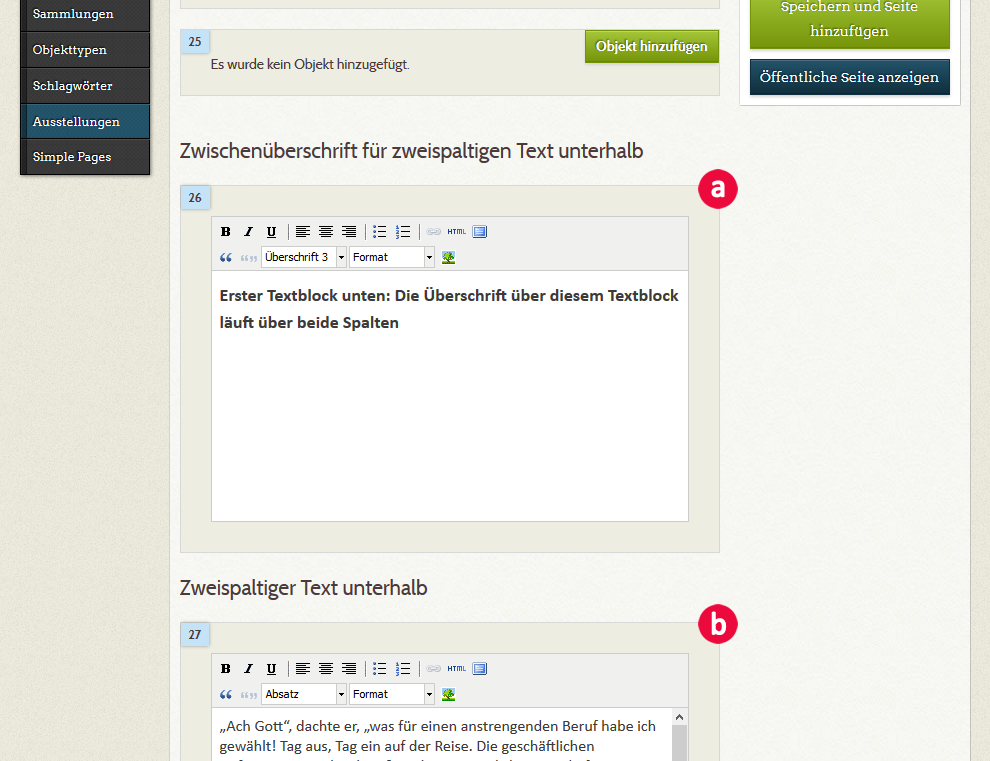 Sammlungen
Objekttypen
Schlagwörter
Ausstellungen
Simple Pages
25
Objekt hinzufügen
Es wurde kein Objekt hinzugefügt.
Speichern und Seite
hinzufügen
Öffentliche Seite anzeigen
Zwischenüberschrift für zweispaltigen Text unterhalb
a
26
B I U HTML
Überschrift 3 Format
Erster Textblock unten: Die Überschrift über diesem Textblock
läuft über beide Spalten
Zweispaltiger Text unterhalb
b
27
B I U HTML
Absatz Format
„Ach Gott“, dachte er, „was für einen anstrengenden Beruf habe ich
gewählt! Tag aus, Tag ein auf der Reise. Die geschäftlichen